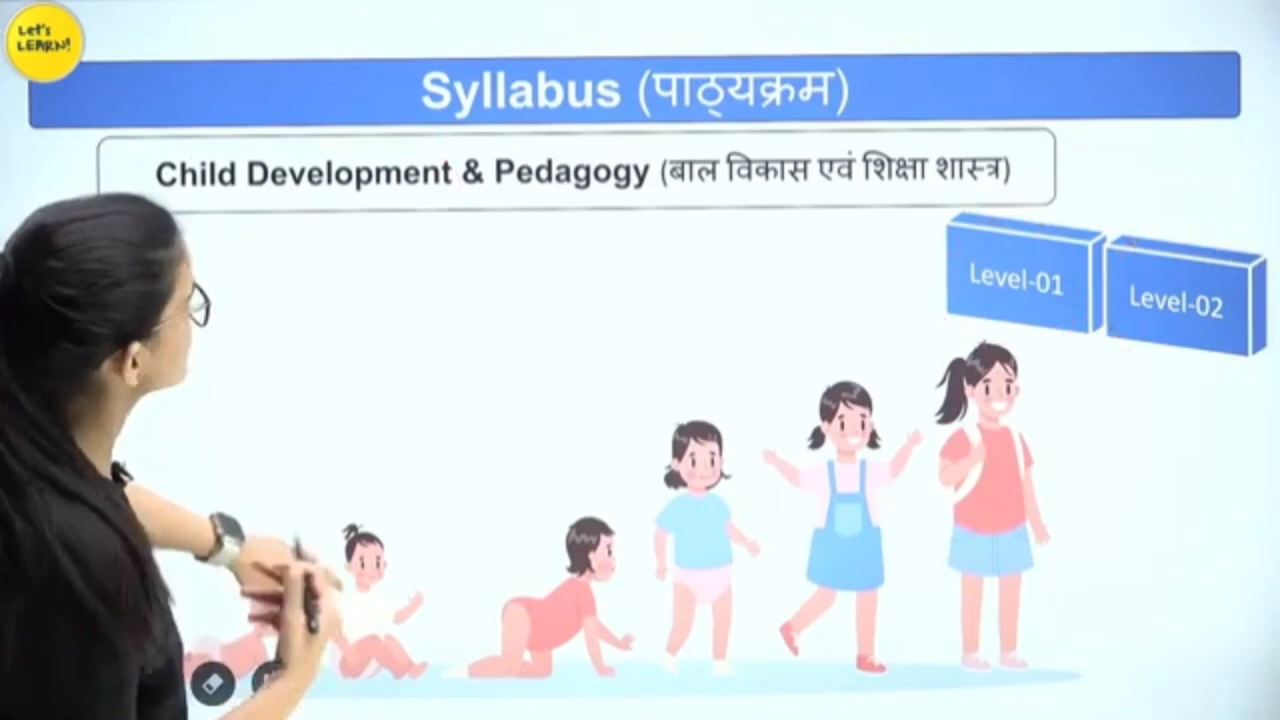 Let's
LEARN!
Syllabus (पाठ्यक्रम)
Child Development & Pedagogy (बाल विकास एवं शिक्षा शास्त्र)
Level-01
Level-02